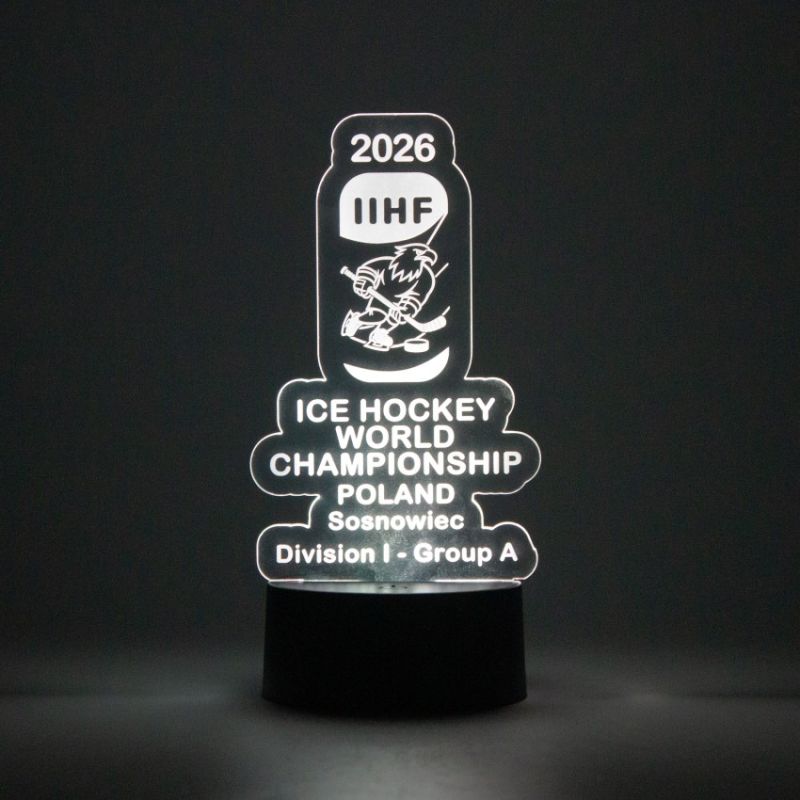 2026
IIHF
ICE HOCKEY
WORLD
CHAMPIONSHIP
POLAND
Sosnowiec
Division I - Group A